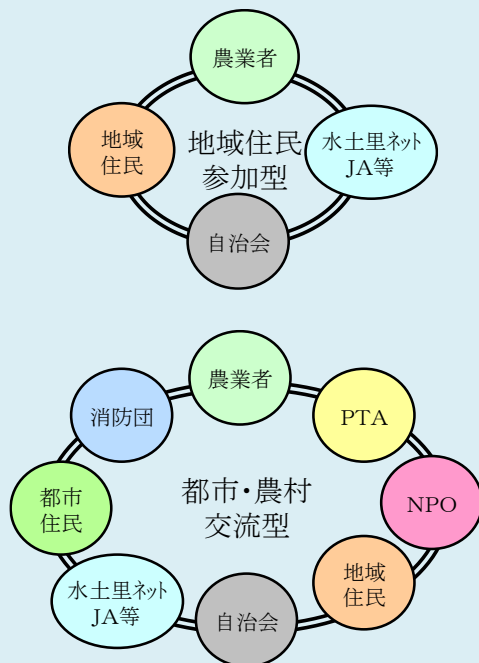 農業者
地域
住民
地域住民
参加型
水土里ネット
JA等
自治会
農業者
消防団
PTA
都市
住民
都市・農村
交流型
NPO
水土里ネット
JA等
地域
住民
自治会